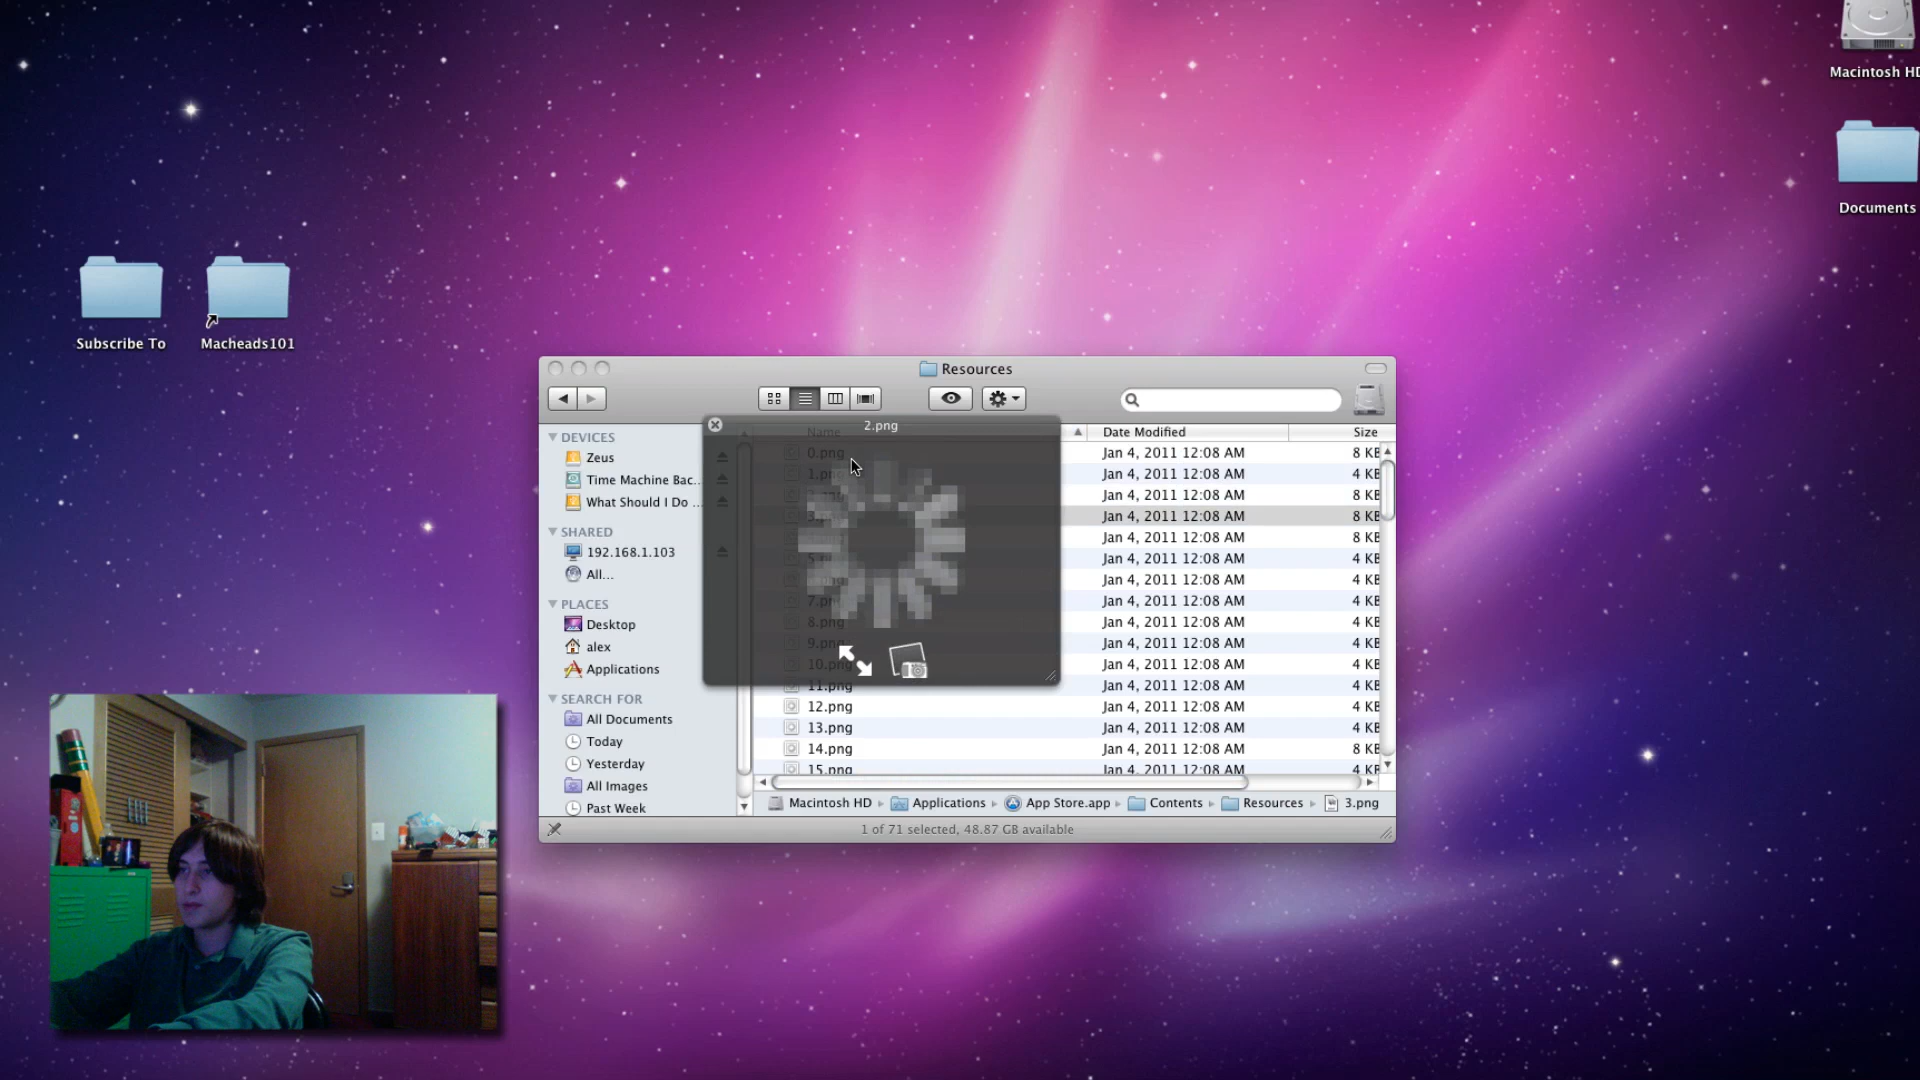 Macintosh HD
Documents
Subscribe To
Macheads101
Resources
2.png
Name
Date Modified
Size
DEVICES
Zeus
Time Machine Bac...
What Should I Do ...
SHARED
192.168.1.103
All...
PLACES
Desktop
alex
Applications
SEARCH FOR
All Documents
Today
Yesterday
All Images
Past Week
0.png Jan 4, 2011 12:08 AM 8 KB
1.png Jan 4, 2011 12:08 AM 4 KB
Jan 4, 2011 12:08 AM 8 KB
Jan 4, 2011 12:08 AM 8 KB
Jan 4, 2011 12:08 AM 8 KB
Jan 4, 2011 12:08 AM 4 KB
Jan 4, 2011 12:08 AM 4 KB
7.png Jan 4, 2011 12:08 AM 4 KB
8.png Jan 4, 2011 12:08 AM 4 KB
9.png Jan 4, 2011 12:08 AM 4 KB
10.png Jan 4, 2011 12:08 AM 4 KB
11.png Jan 4, 2011 12:08 AM 4 KB
12.png Jan 4, 2011 12:08 AM 4 KB
13.png Jan 4, 2011 12:08 AM 4 KB
14.png Jan 4, 2011 12:08 AM 8 KB
15.png Jan 4, 2011 12:08 AM 4 KB
Macintosh HD Applications App Store.app Contents Resources 3.png
1 of 71 selected, 48.87 GB available